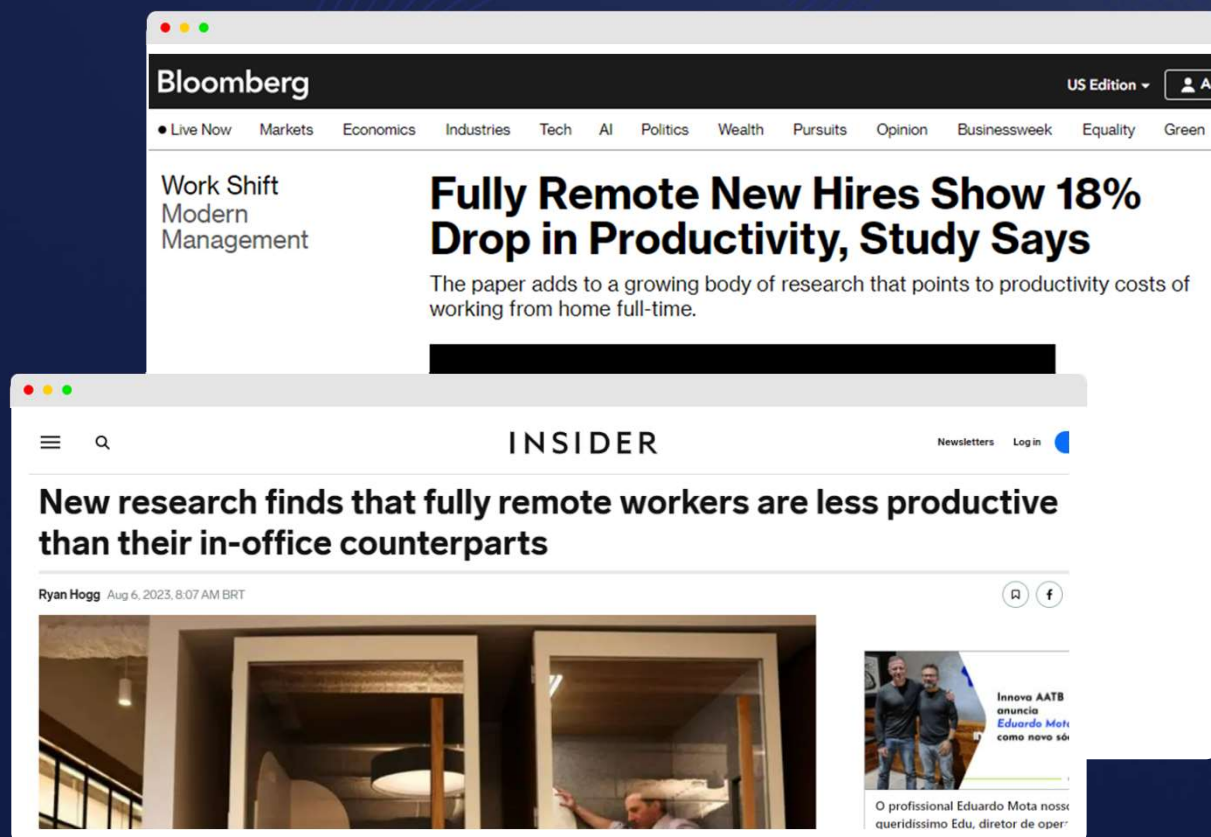 Bloomberg
US Edition
Live Now Markets Economics Industries Tech AI Politics Wealth Pursuits Opinion Businessweek Equality Green
Work Shift
Modern
Management
Fully Remote New Hires Show 18%
Drop in Productivity, Study Says
The paper adds to a growing body of research that points to productivity costs of
working from home full-time.
INSIDER
Newsletters Log in
New research finds that fully remote workers are less productive
than their in-office counterparts
Ryan Hogg Aug 6, 2023, 8:07 AM BRT
Innova AATB
anuncia
Eduardo Mota
como novo
O profissional Eduardo Mota
queridíssimo Edu, diretor de